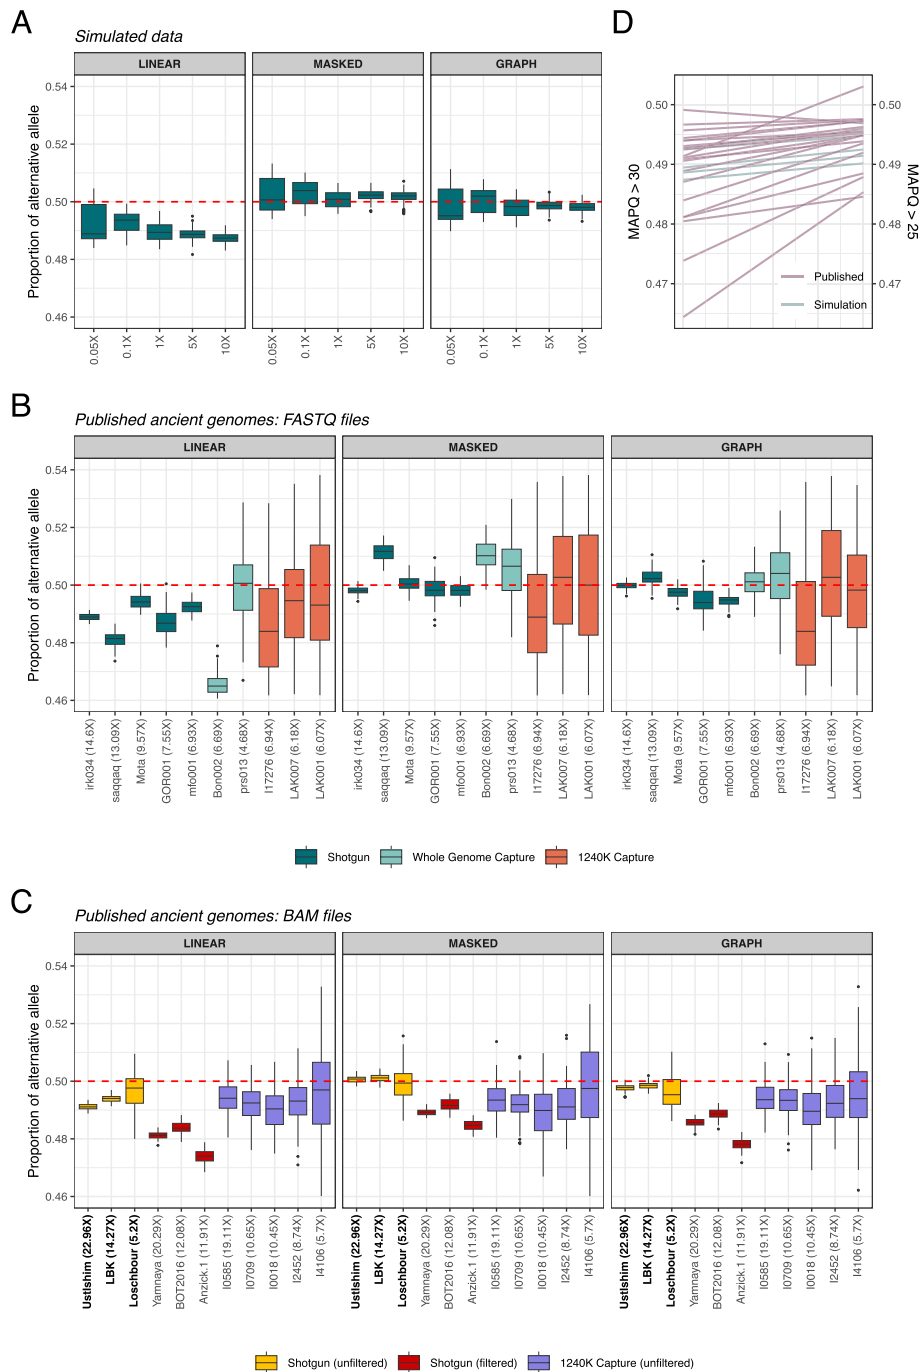 A
Simulated data
LINEAR
MASKED
GRAPH
Proportion of alternative allele
0.54
0.52
0.50
0.48
0.46
0.05X
0.1X
1X
5X
10X
0.05X
0.1X
1X
5X
10X
0.05X
0.1X
1X
5X
10X
D
MAPQ > 30
0.50
0.49
0.48
0.47
0.50
0.49
0.48
0.47
MAPQ > 25
Published
Simulation
B
Published ancient genomes: FASTQ files
LINEAR
MASKED
GRAPH
Proportion of alternative allele
0.54
0.52
0.50
0.48
0.46
irk034 (14.6X)
saqqaq (13.09X)
Mota (9.57X)
GOR001 (7.55X)
mfo001 (6.93X)
Bon002 (6.69X)
prs013 (4.68X)
I17276 (6.94X)
LAK007 (6.18X)
LAK001 (6.07X)
irk034 (14.6X)
saqqaq (13.09X)
Mota (9.57X)
GOR001 (7.55X)
mfo001 (6.93X)
Bon002 (6.69X)
prs013 (4.68X)
I17276 (6.94X)
LAK007 (6.18X)
LAK001 (6.07X)
irk034 (14.6X)
saqqaq (13.09X)
Mota (9.57X)
GOR001 (7.55X)
mfo001 (6.93X)
Bon002 (6.69X)
prs013 (4.68X)
I17276 (6.94X)
LAK007 (6.18X)
LAK001 (6.07X)
Shotgun
Whole Genome Capture
1240K Capture
C
Published ancient genomes: BAM files
LINEAR
MASKED
GRAPH
Proportion of alternative allele
0.54
0.52
0.50
0.48
0.46
UstIshim (22.96X)
LBK (14.27X)
Loschbour (5.2X)
Yamnaya (20.29X)
BOT2016 (12.08X)
Anzick.1 (11.91X)
I0585 (19.11X)
I0709 (10.65X)
I0018 (10.45X)
I2452 (8.74X)
I4106 (5.7X)
UstIshim (22.96X)
LBK (14.27X)
Loschbour (5.2X)
Yamnaya (20.29X)
BOT2016 (12.08X)
Anzick.1 (11.91X)
I0585 (19.11X)
I0709 (10.65X)
I0018 (10.45X)
I2452 (8.74X)
I4106 (5.7X)
UstIshim (22.96X)
LBK (14.27X)
Loschbour (5.2X)
Yamnaya (20.29X)
BOT2016 (12.08X)
Anzick.1 (11.91X)
I0585 (19.11X)
I0709 (10.65X)
I0018 (10.45X)
I2452 (8.74X)
I4106 (5.7X)
Shotgun (unfiltered)
Shotgun (filtered)
1240K Capture (unfiltered)